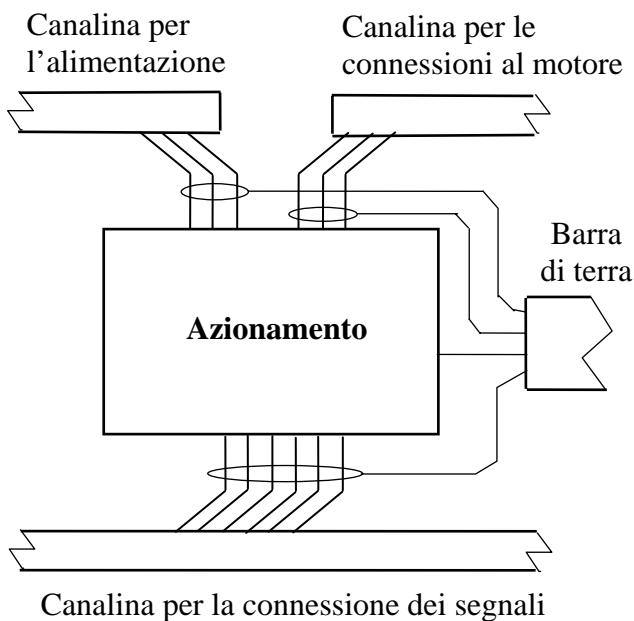 Canalina per
l'alimentazione
Canalina per le
connessioni al motore
Barra
di terra
Azionamento
Canalina per la connessione dei segnali